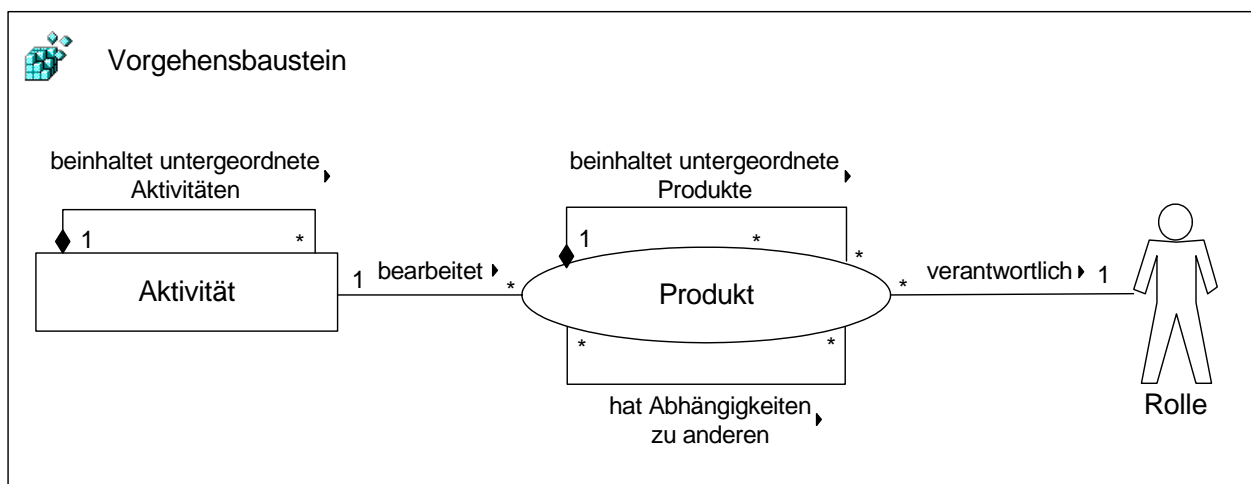 Vorgehensbaustein
beinhaltet untergeordnete
Aktivitäten
beinhaltet untergeordnete
Produkte
1
*
1
*
*
Aktivität
1
bearbeitet
*
Produkt
*
verantwortlich
1
*
*
hat Abhängigkeiten
zu anderen
Rolle